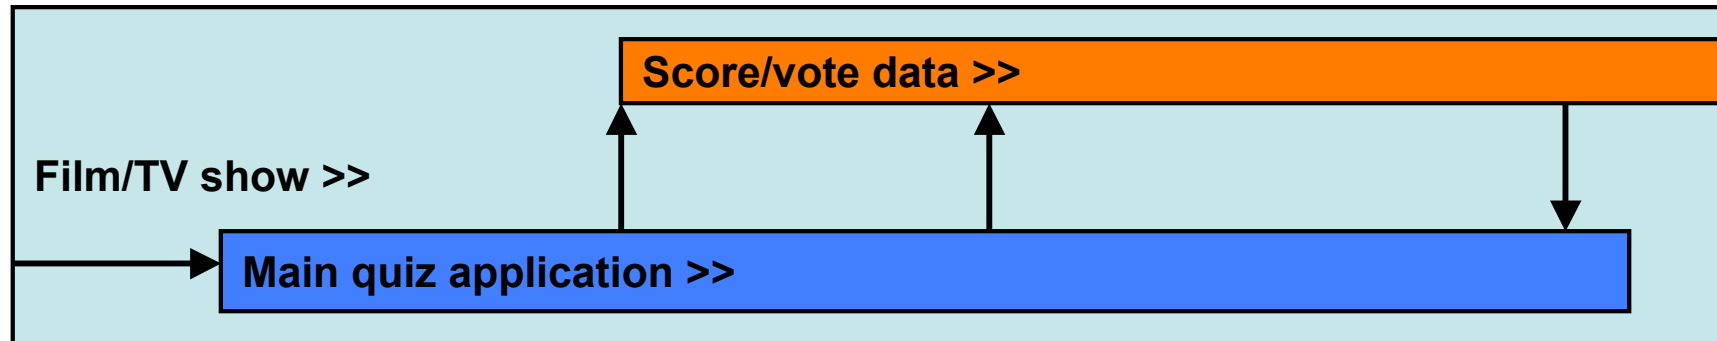 Score/vote data >>
Film/TV show >>
Main quiz application >>